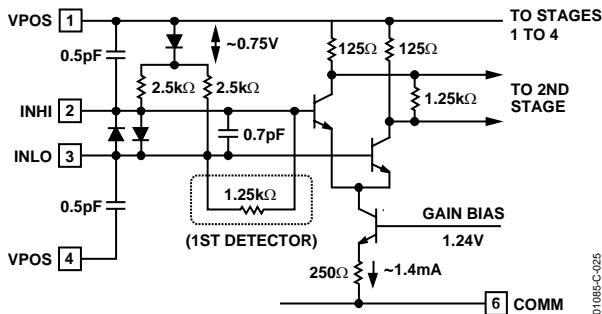 VPOS 1
TO STAGES
1 TO 4
0.5pF
~0.75V
125Ω
125Ω
2.5kΩ
2.5kΩ
TO 2ND
STAGE
INHI 2
1.25kΩ
0.7pF
INLO 3
1.25kΩ
0.5pF
(1ST DETECTOR)
GAIN BIAS
1.24V
VPOS 4
250Ω
~1.4mA
6 COMM
01085-C-025